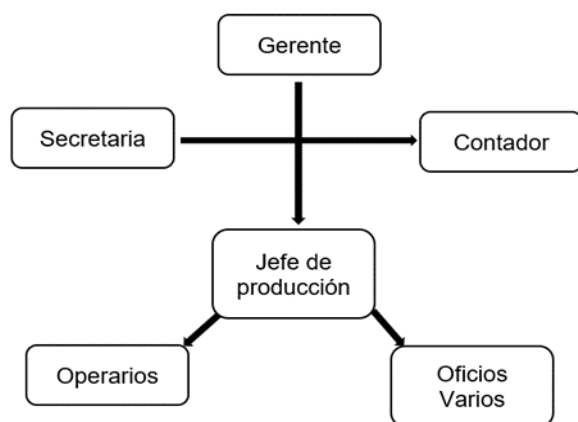 Gerente
Secretaria
Contador
Jefe de
producción
Operarios
Oficios
Varios